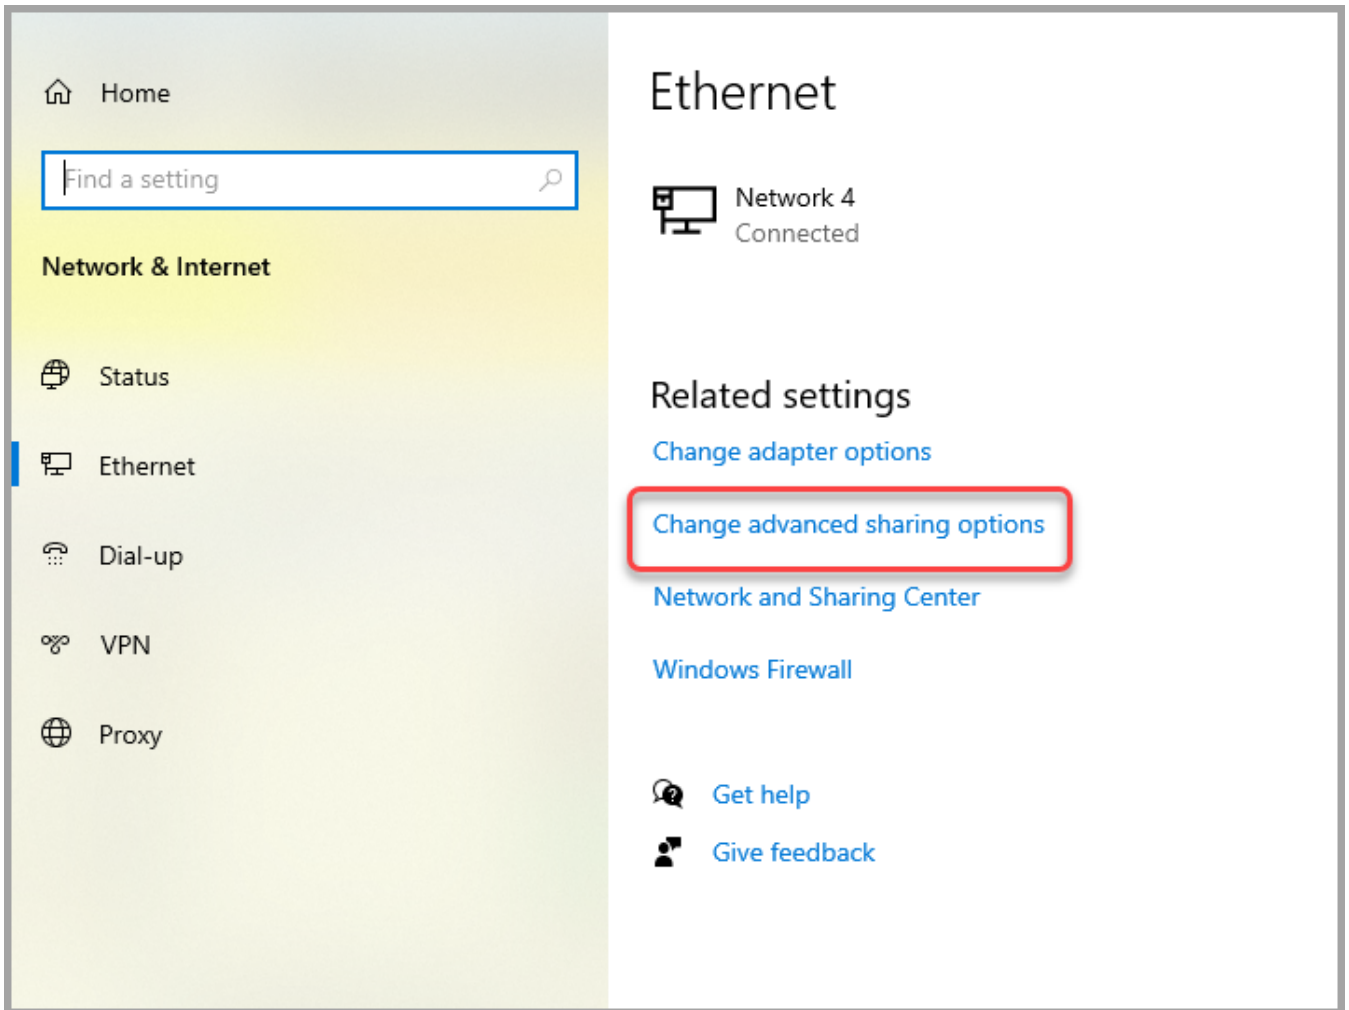 Home
Find a setting
Network & Internet
Status
Ethernet
Dial-up
VPN
Proxy
Ethernet
Network 4
Connected
Related settings
Change adapter options
Change advanced sharing options
Network and Sharing Center
Windows Firewall
Get help
Give feedback